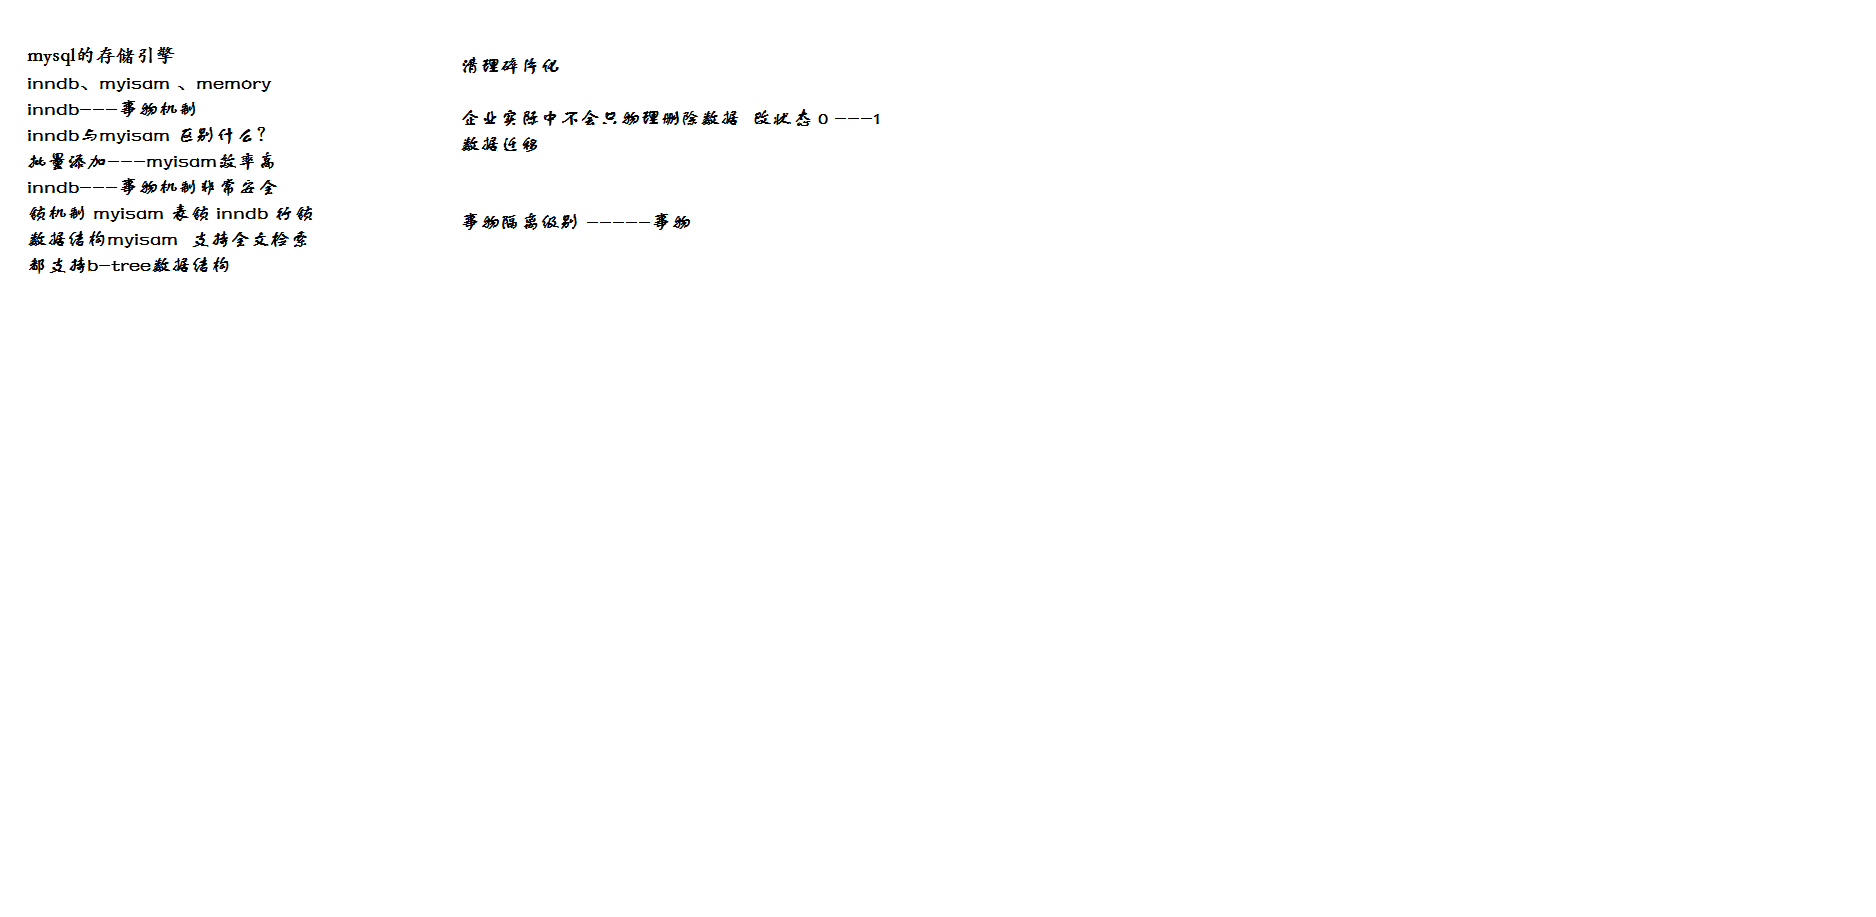 mysql的存储引擎
inndb、myisam 、memory
inndb---事物机制
inndb与myisam 区别什么?
批量添加---myisam效率高
inndb---事物机制非常安全
锁机制 myisam 表锁 inndb 行锁
数据结构myisam  支持全文检索
都支持b-tree数据结构
清理碎片化
企业实际中不会只物理删除数据  改状态 0 ---1
数据迁移
事物隔离级别 -----事物